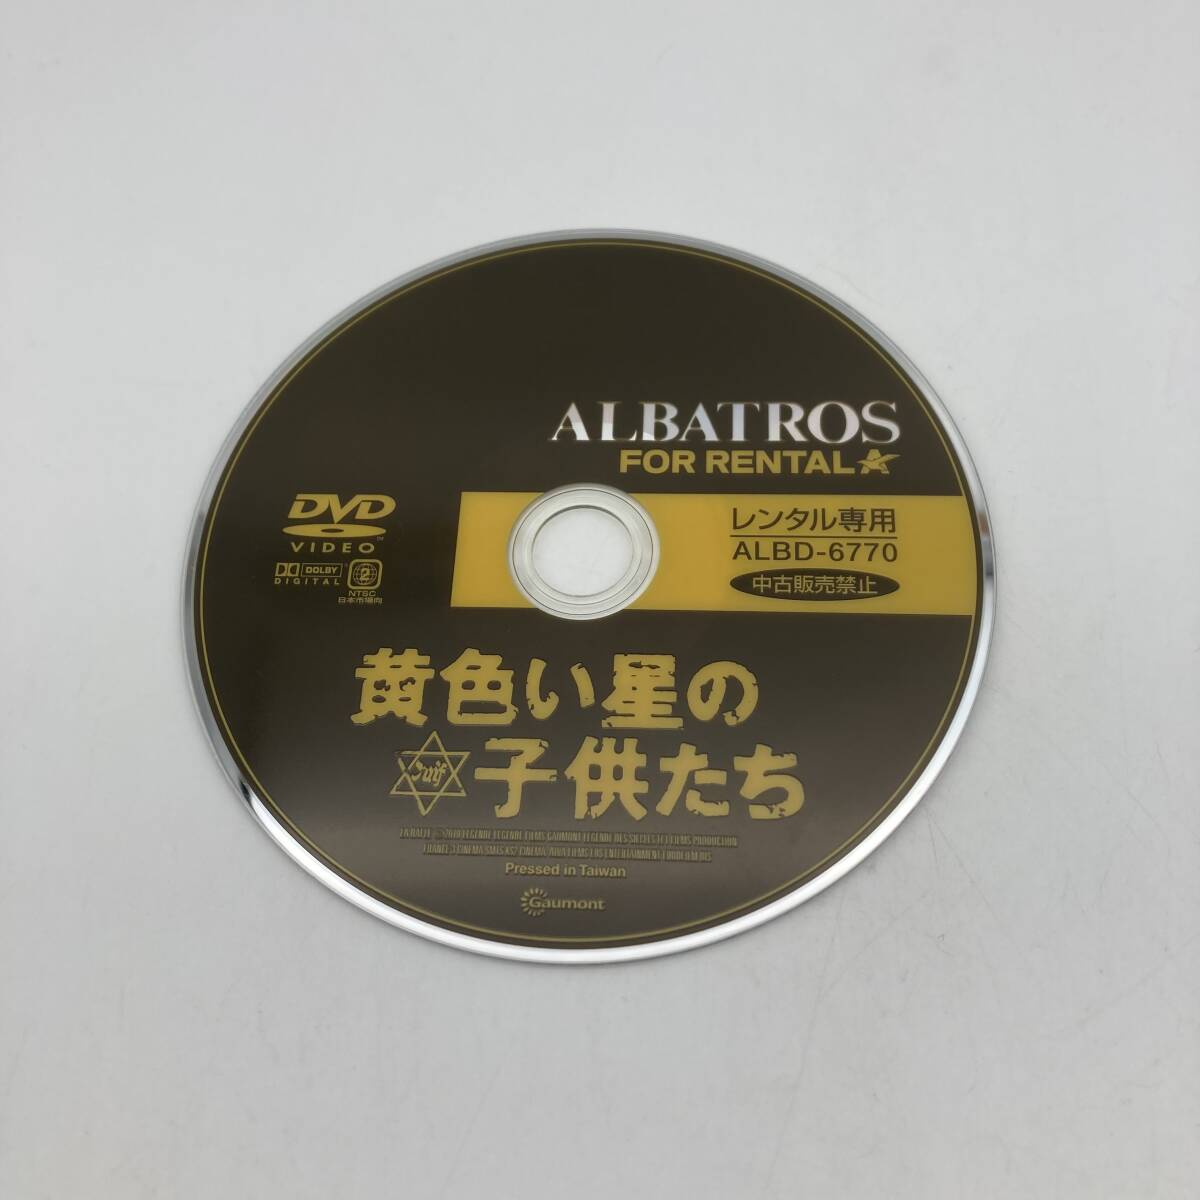 ALBATROS
FOR RENTAL
DVD
VIDEO
DOLBY
DIGITAL
2
NTSC
日本市場向
レンタル専用
ALBD-6770
中古販売禁止
黄色い星の
Juif
子供たち
Pressed in Taiwan
Gaumont